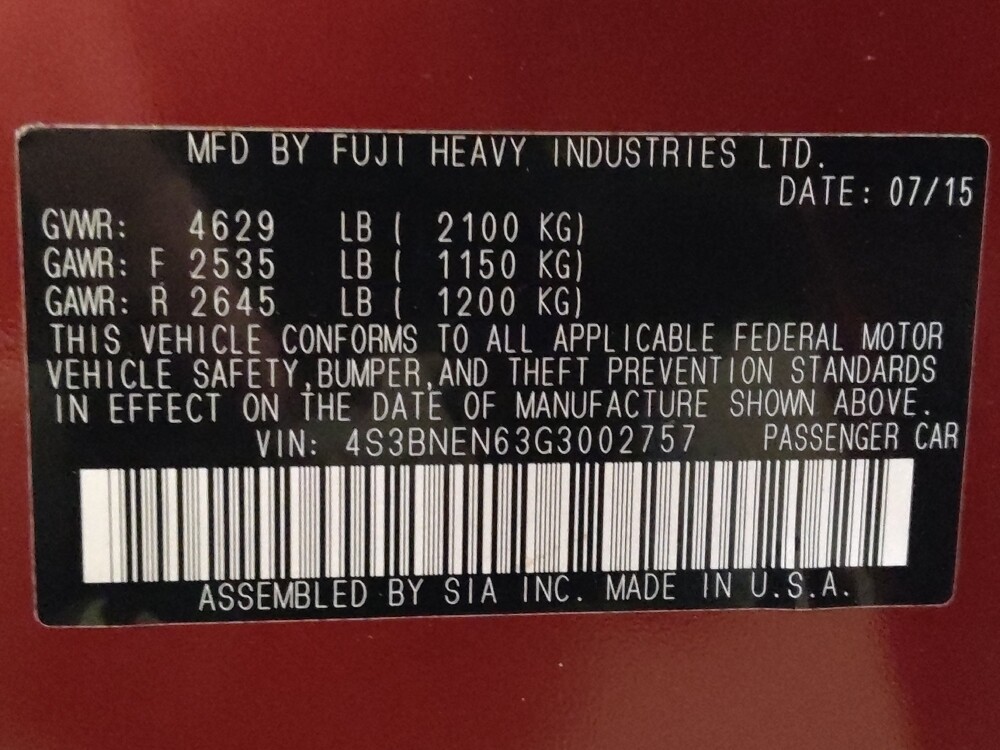 MFD BY FUJI HEAVY INDUSTRIES LTD.
DATE: 07/15
GVWR: 4629 LB ( 2100 KG)
GAWR: F 2535 LB ( 1150 KG)
GAWR: R 2645 LB ( 1200 KG)
THIS VEHICLE CONFORMS TO ALL APPLICABLE FEDERAL MOTOR
VEHICLE SAFETY,BUMPER,AND THEFT PREVENTION STANDARDS
IN EFFECT ON THE DATE OF MANUFACTURE SHOWN ABOVE.
VIN: 4S3BNEN63G3002757 PASSENGER CAR
ASSEMBLED BY SIA INC. MADE IN U.S.A.